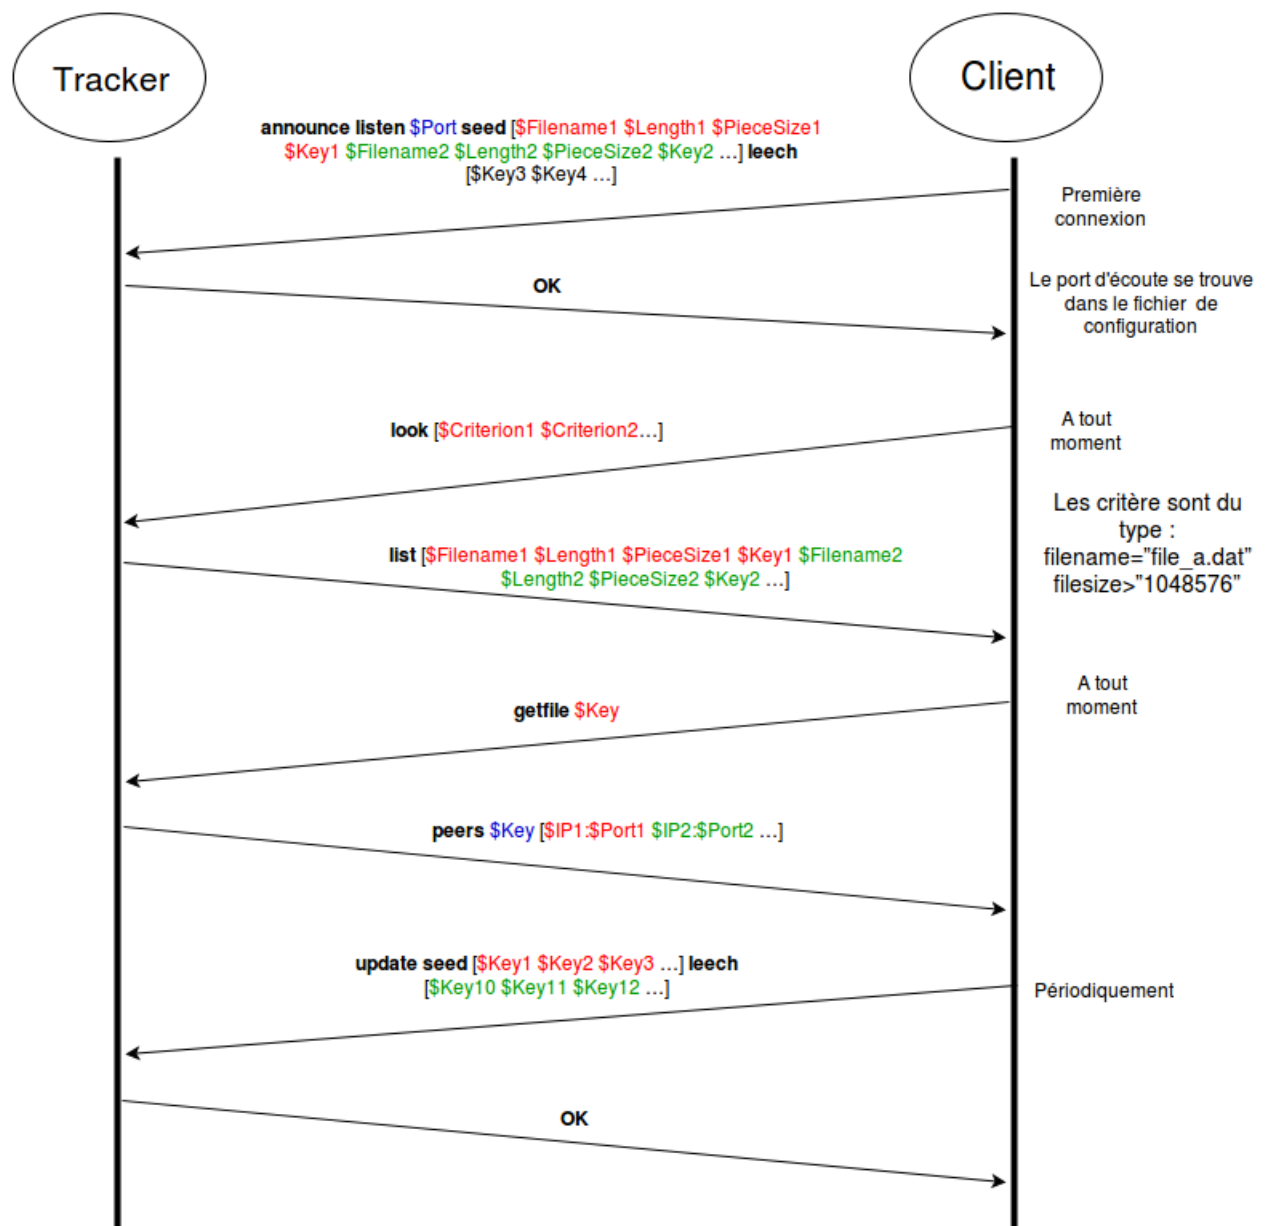 Tracker
Client
announce listen $Port seed [$Filename1 $Length1 $PieceSize1
$Key1 $Filename2 $Length2 $PieceSize2 $Key2 ...] leech
[$Key3 $Key4 ...]
Première
connexion
OK
Le port d'écoute se trouve
dans le fichier de
configuration
look [$Criterion1 $Criterion2...]
A tout
moment
Les critère sont du
type :
filename="file_a.dat"
filesize>"1048576"
list [$Filename1 $Length1 $PieceSize1 $Key1 $Filename2
$Length2 $PieceSize2 $Key2 ...]
A tout
moment
getfile $Key
peers $Key [$IP1:$Port1 $IP2:$Port2 ...]
update seed [$Key1 $Key2 $Key3 ...] leech
[$Key10 $Key11 $Key12 ...]
Périodiquement
OK